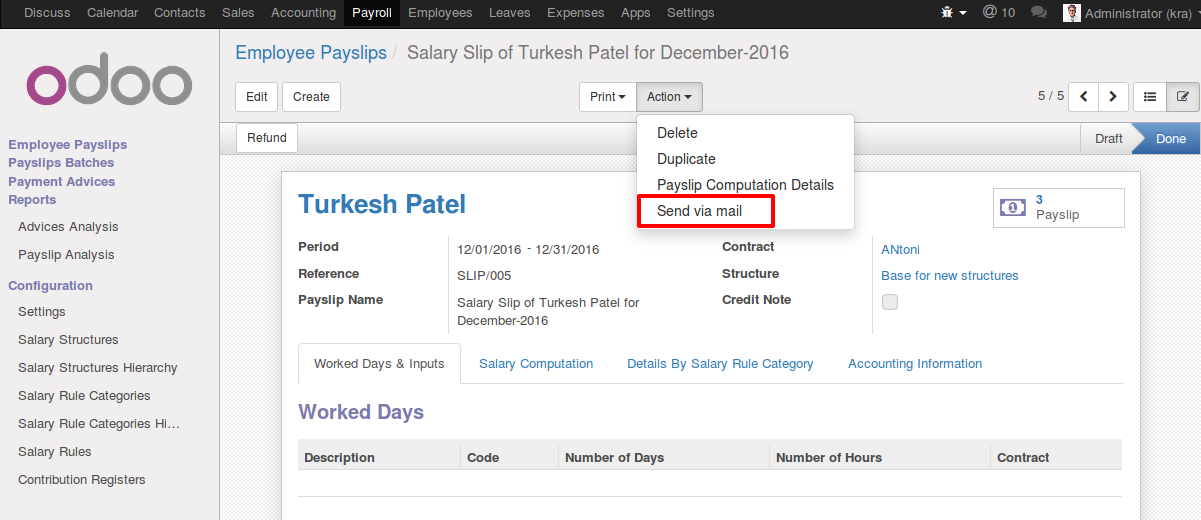 Discuss Calendar Contacts Sales Accounting Payroll Employees Leaves Expenses Apps Settings @ 10 Administrator (kra)
odoo
Employee Payslips / Salary Slip of Turkesh Patel for December-2016
Edit Create Print Action 5 / 5
Refund Draft Done
Delete
Duplicate
Payslip Computation Details
Send via mail
Employee Payslips
Payslips Batches
Payment Advices
Reports
Advices Analysis
Payslip Analysis
Configuration
Settings
Salary Structures
Salary Structures Hierarchy
Salary Rule Categories
Salary Rule Categories Hi...
Salary Rules
Contribution Registers
Turkesh Patel
3
Payslip
Period 12/01/2016 - 12/31/2016 Contract ANtoni
Reference SLIP/005 Structure Base for new structures
Payslip Name Salary Slip of Turkesh Patel for Credit Note
December-2016
Worked Days & Inputs Salary Computation Details By Salary Rule Category Accounting Information
Worked Days
Description Code Number of Days Number of Hours Contract